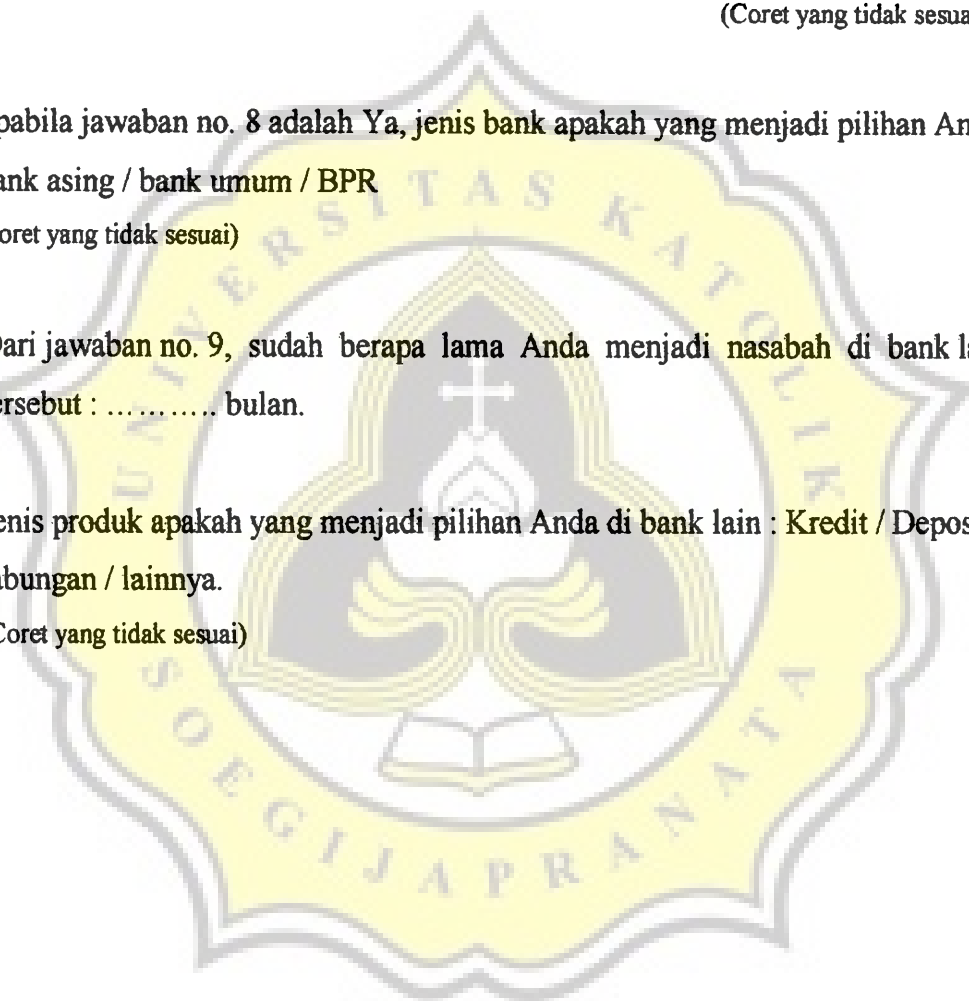 (Coret yang tidak sesua
pabila jawaban no. 8 adalah Ya, jenis bank apakah yang menjadi pilihan An
ank asing / bank umum / BPR
oret yang tidak sesuai)
Dari jawaban no. 9, sudah berapa lama Anda menjadi nasabah di bank la
ersebut : ........... bulan.
enis produk apakah yang menjadi pilihan Anda di bank lain : Kredit / Depos
abungan / lainnya.
Coret yang tidak sesuai)
UNIVERSITAS KATOLIK
SOEGIJAPRANATA